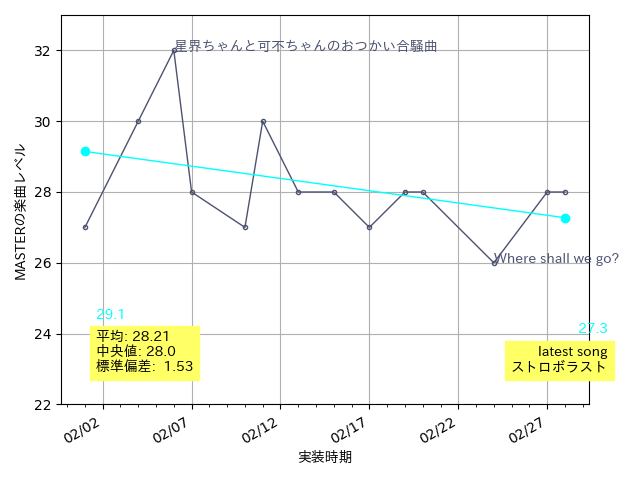 32
30
28
26
24
22
MASTERの楽曲レベル
星界ちゃんと可不ちゃんのおつかい合騒曲
Where shall we go?
29.1
平均: 28.21
中央値: 28.0
標準偏差: 1.53
27.3
latest song
ストロボラスト
02/02
02/07
02/12
02/17
02/22
02/27
実装時期